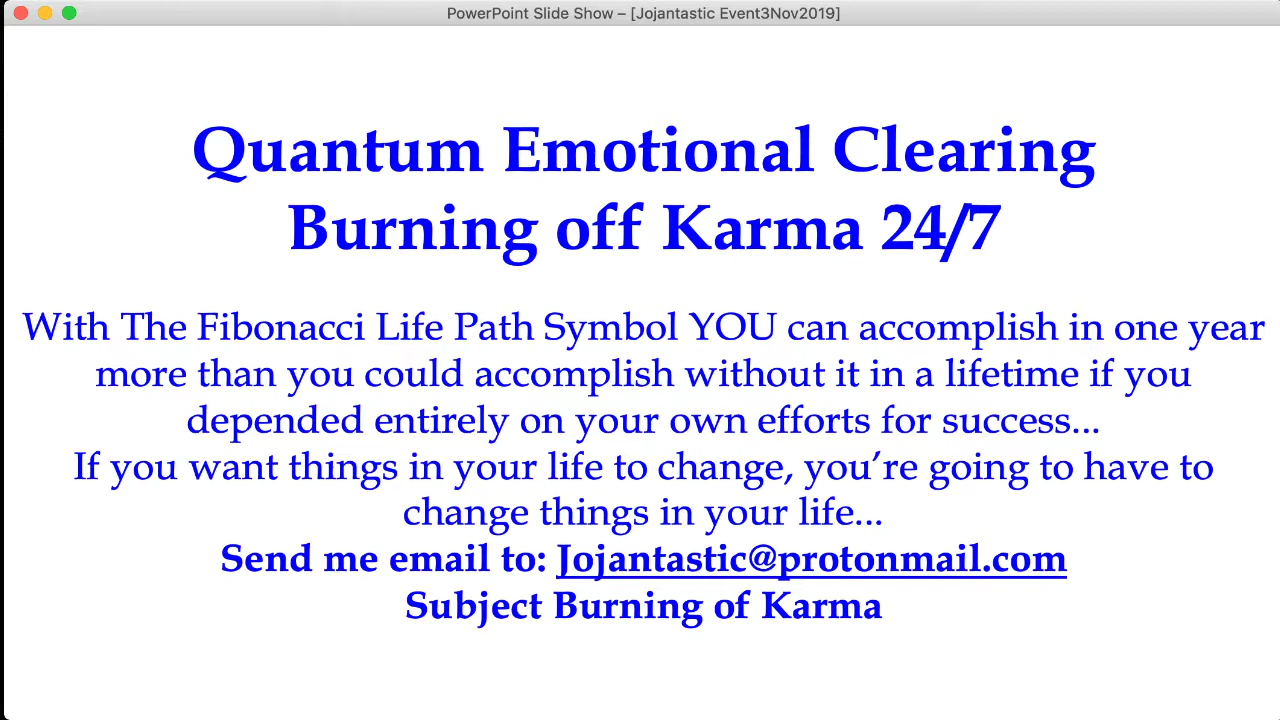 PowerPoint Slide Show – [Jojantastic Event3Nov2019]
Quantum Emotional Clearing
Burning off Karma 24/7
With The Fibonacci Life Path Symbol YOU can accomplish in one year
more than you could accomplish without it in a lifetime if you
depended entirely on your own efforts for success...
If you want things in your life to change, you’re going to have to
change things in your life...
Send me email to: Jojantastic@protonmail.com
Subject Burning of Karma